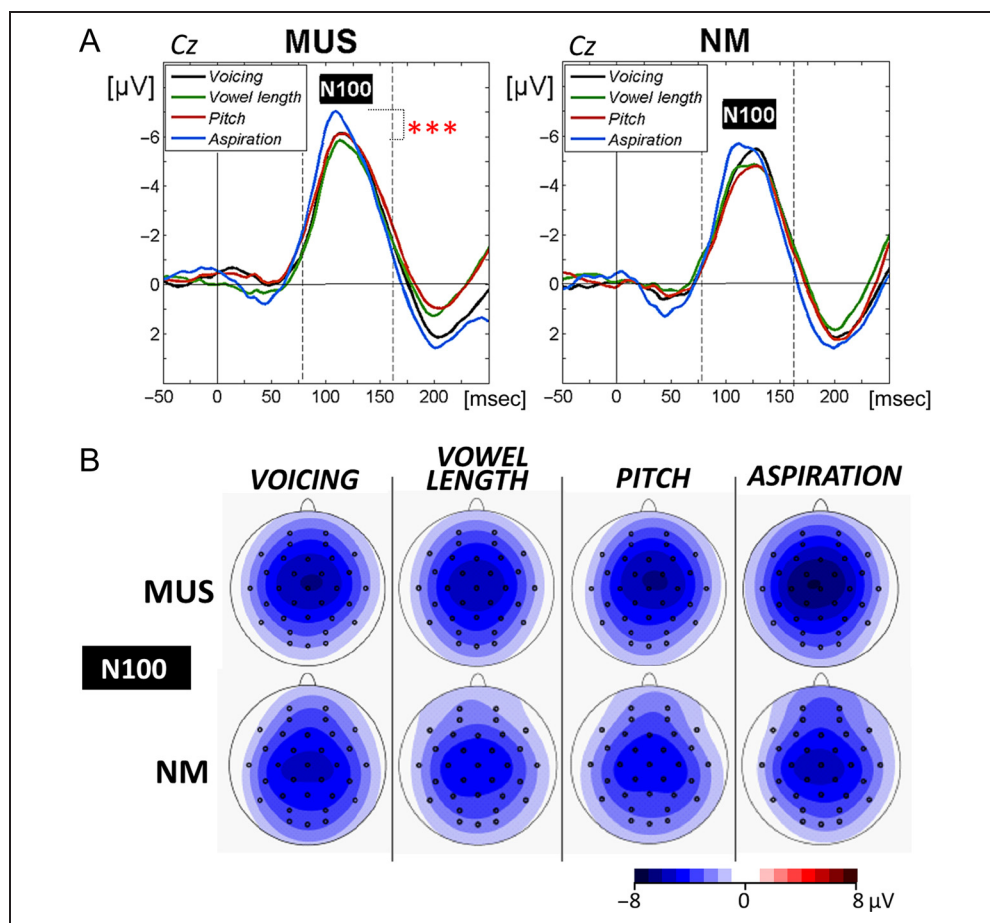 A
Cz
MUS
[µV]
Voicing
Vowel length
Pitch
Aspiration
N100
***
−6
−4
−2
0
2
−50
0
50
100
150
200
[msec]
Cz
NM
[µV]
Voicing
Vowel length
Pitch
Aspiration
N100
−6
−4
−2
0
2
−50
0
50
100
150
200
[msec]
B
VOICING
VOWEL
LENGTH
PITCH
ASPIRATION
MUS
N100
NM
−8
0
8 µV